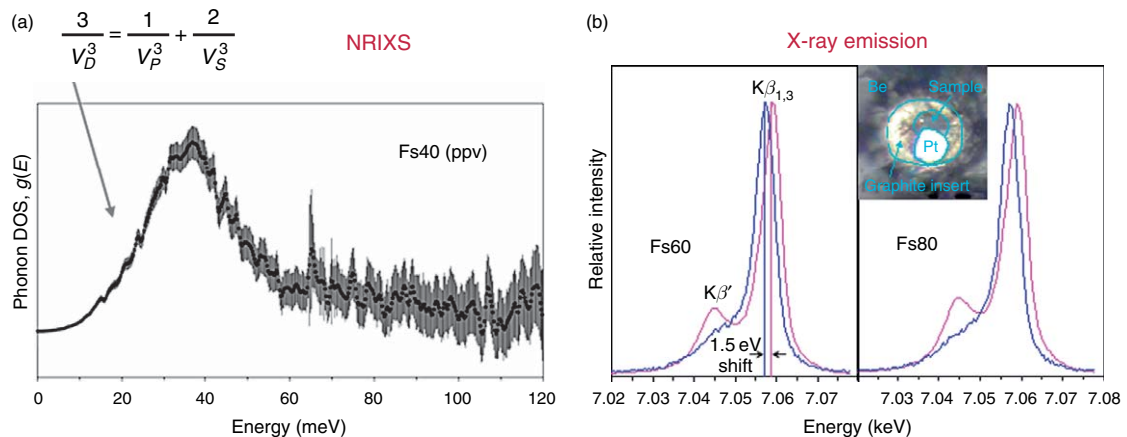 (a)
3/V_D^3 = 1/V_P^3 + 2/V_S^3
NRIXS
Fs40 (ppv)
Phonon DOS, g(E)
0 20 40 60 80 100 120
Energy (meV)
(b)
X-ray emission
Kβ1,3
Be
Sample
Pt
Graphite insert
Relative intensity
Fs60
Fs80
Kβ′
1.5 eV
shift
7.02 7.03 7.04 7.05 7.06 7.07 7.03 7.04 7.05 7.06 7.07 7.08
Energy (keV)